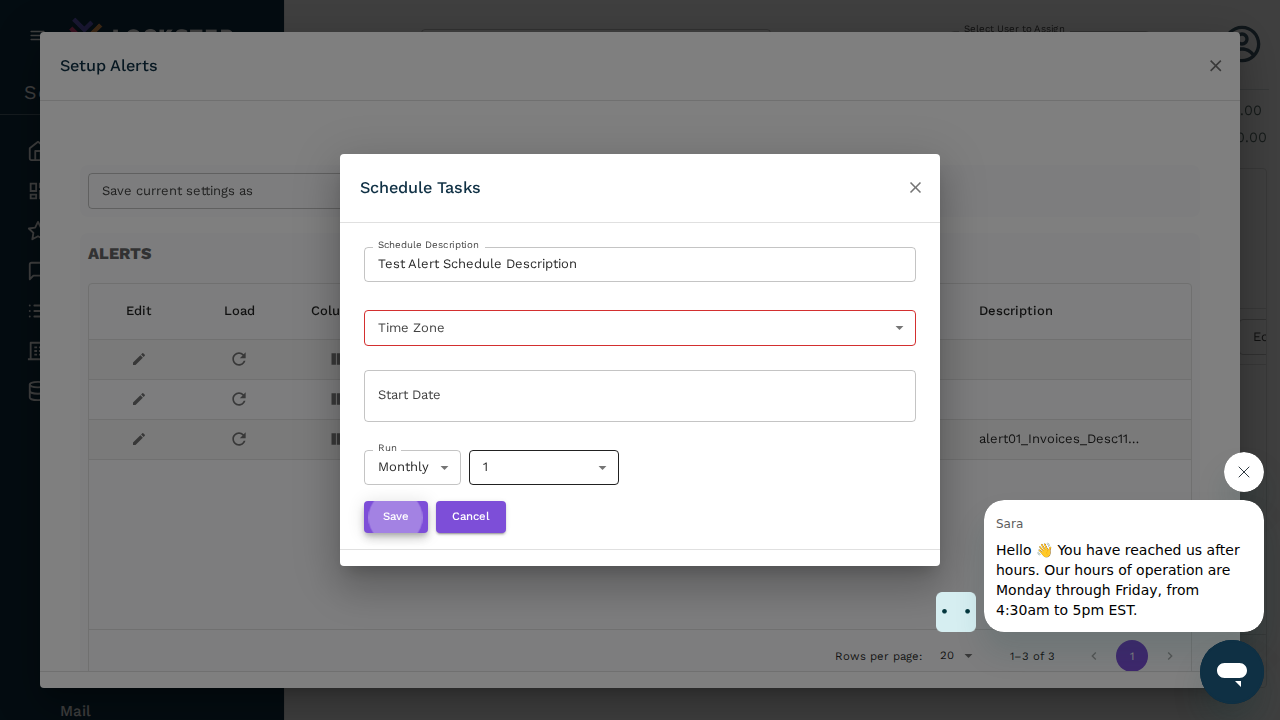 Select User to Assign
Setup Alerts
.00
0.00
Save current settings as
Schedule Tasks
ALERTS
Schedule Description
Test Alert Schedule Description
Edit
Load
Description
Time Zone
Start Date
Run
Monthly
1
alert01_Invoices_Desc11...
Save
Cancel
Sara
Hello 👋 You have reached us after
hours. Our hours of operation are
Monday through Friday, from
4:30am to 5pm EST.
Rows per page:
20
1–3 of 3
1
Mail